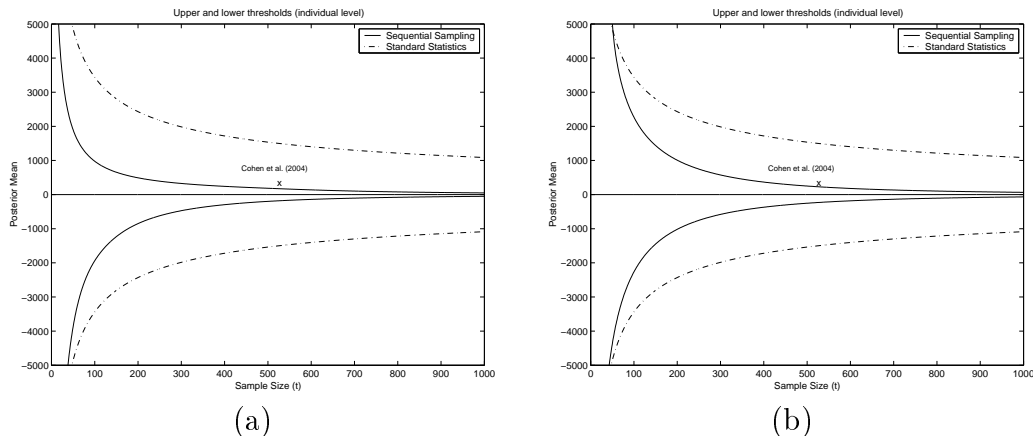 Upper and lower thresholds (individual level)
5000
4000
3000
2000
1000
0
−1000
−2000
−3000
−4000
−5000
Posterior Mean
Sequential Sampling
Standard Statistics
Cohen et al. (2004)
x
0 100 200 300 400 500 600 700 800 900 1000
Sample Size (t)
(a)
Upper and lower thresholds (individual level)
5000
4000
3000
2000
1000
0
−1000
−2000
−3000
−4000
−5000
Posterior Mean
Sequential Sampling
Standard Statistics
Cohen et al. (2004)
x
0 100 200 300 400 500 600 700 800 900 1000
Sample Size (t)
(b)